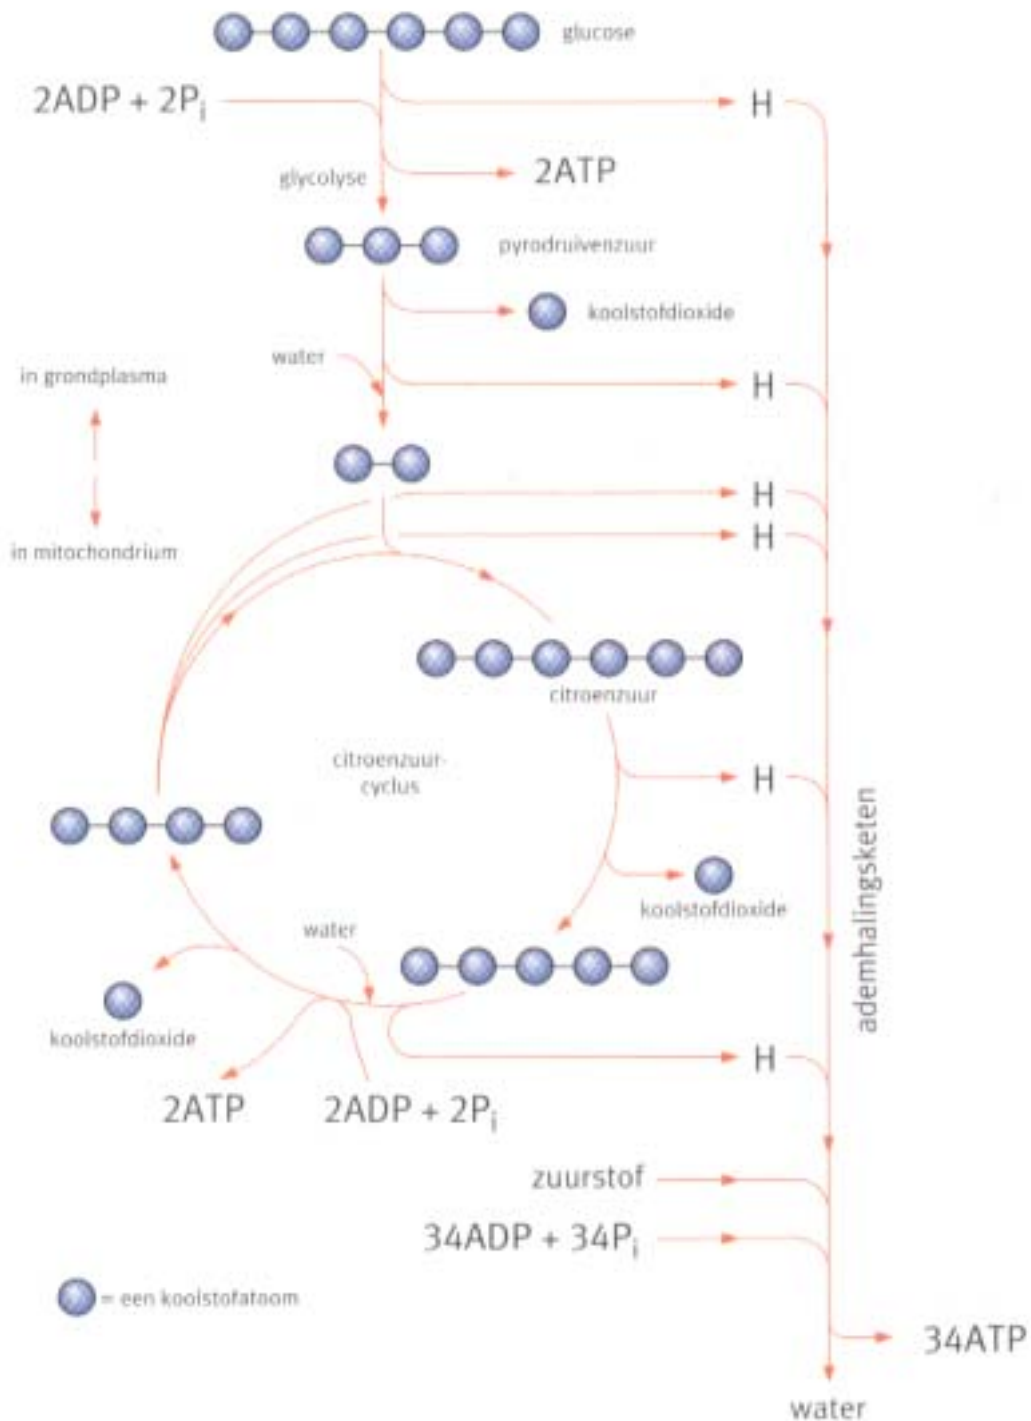 glucose
2ADP + 2Pi
H
glycolyse
2ATP
pyrodruivenzuur
koolstofdioxide
water
in grondplasma
H
H
in mitochondrium
H
citroenzuur
citroenzuur-
cyclus
H
ademhalingsketen
koolstofdioxide
water
koolstofdioxide
H
2ATP
2ADP + 2Pi
zuurstof
34ADP + 34Pi
= een koolstofatoom
34ATP
water